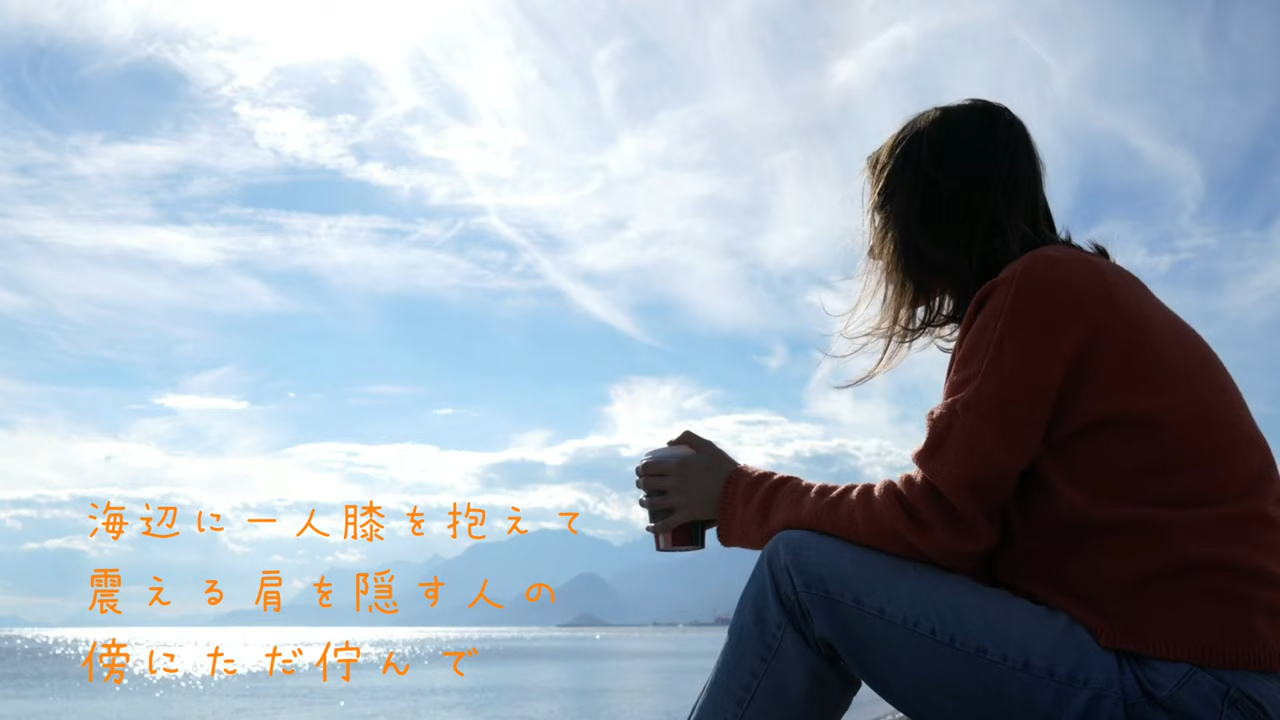 海辺に一人膝を抱えて
震える肩を隠す人の
傍にただ佇んで